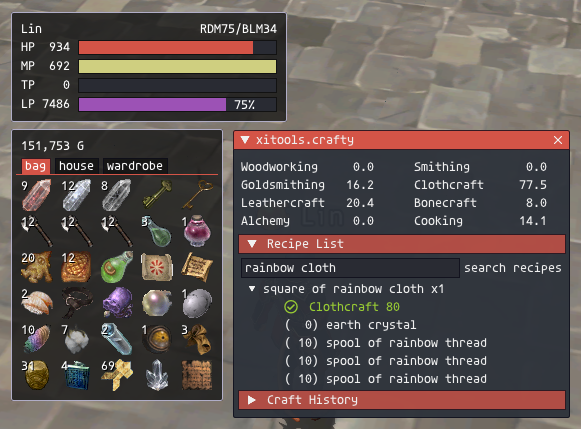 Lin RDM75/BLM34
HP 934
MP 692
TP 0
LP 7486 75%
151,753 G
bag house wardrobe
9 12 8
12 12 12 5 1
20 12
2 2
10 7 2 1 3
31 4 69
xitools.crafty
Woodworking 0.0 Smithing 0.0
Goldsmithing 16.2 Clothcraft 77.5
Leathercraft 20.4 Bonecraft 8.0
Alchemy 0.0 Cooking 14.1
Lin
Recipe List
rainbow cloth search recipes
square of rainbow cloth x1
Clothcraft 80
( 0) earth crystal
( 10) spool of rainbow thread
( 10) spool of rainbow thread
( 10) spool of rainbow thread
Craft History